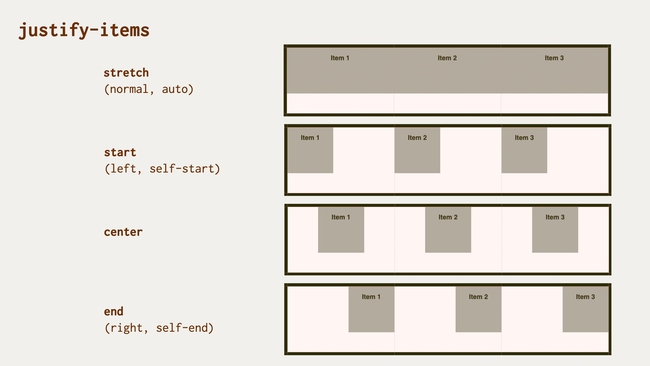 justify-items
stretch
(normal, auto)
Item 1 Item 2 Item 3
start
(left, self-start)
Item 1 Item 2 Item 3
center
Item 1 Item 2 Item 3
end
(right, self-end)
Item 1 Item 2 Item 3